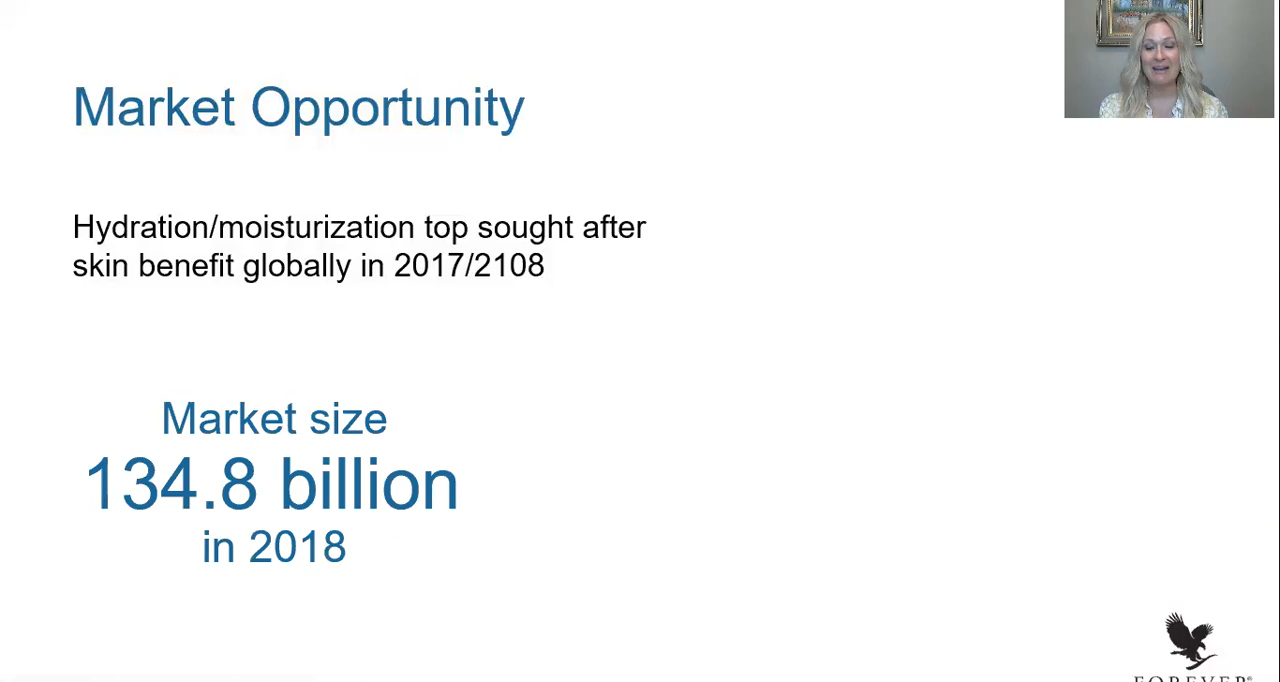 Market Opportunity
Hydration/moisturization top sought after
skin benefit globally in 2017/2108
Market size
134.8 billion
in 2018
FOREVER®